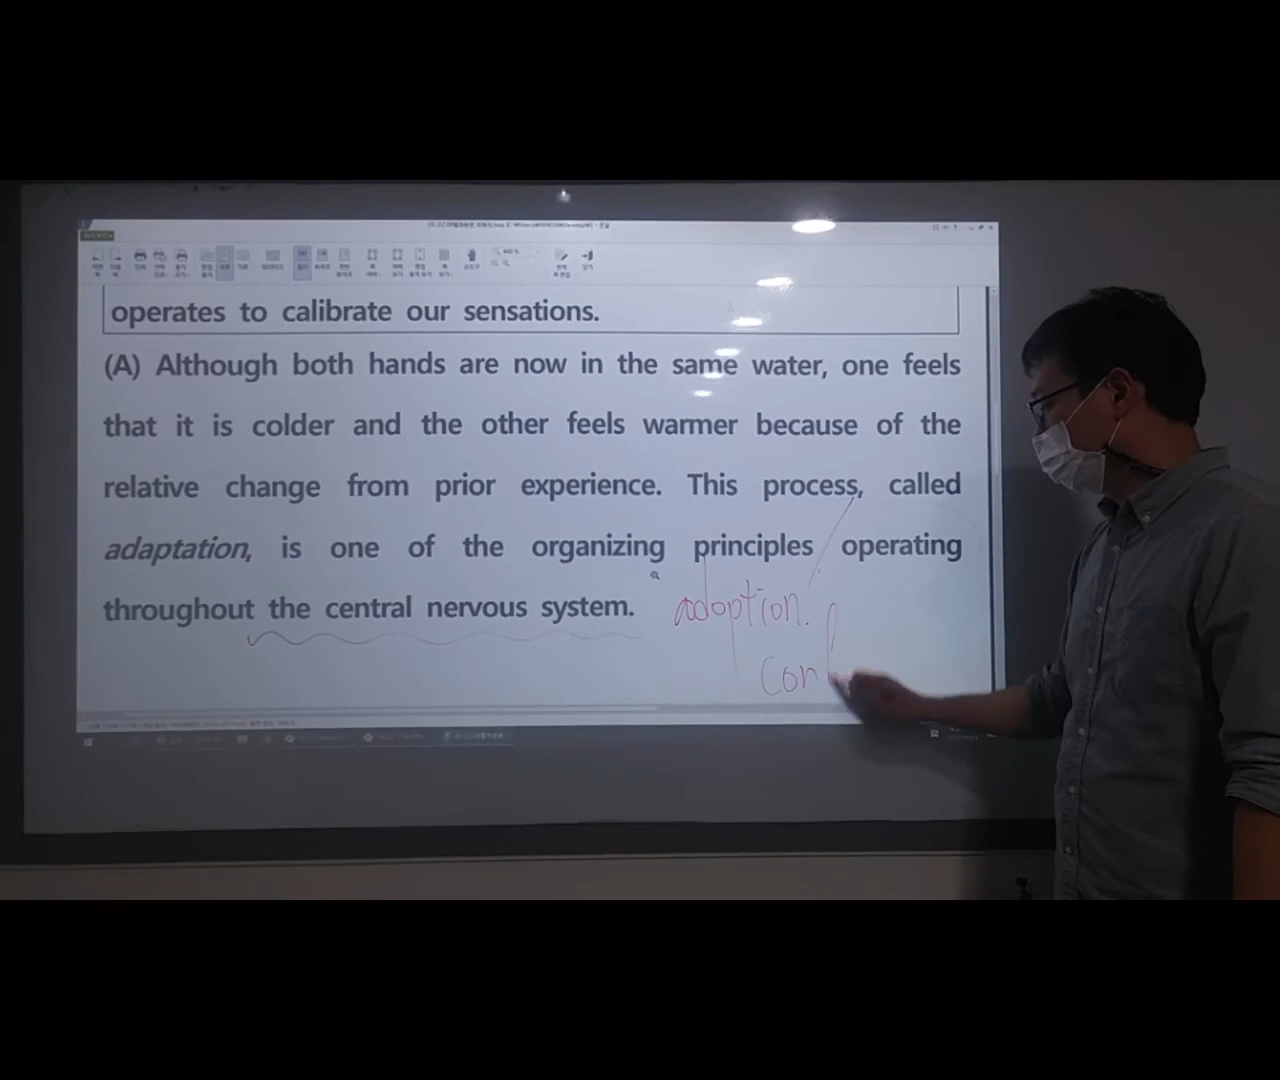 operates to calibrate our sensations.
(A) Although both hands are now in the same water, one feels
that it is colder and the other feels warmer because of the
relative change from prior experience. This process, called
adaptation, is one of the organizing principles operating
throughout the central nervous system.
adoption.
Con